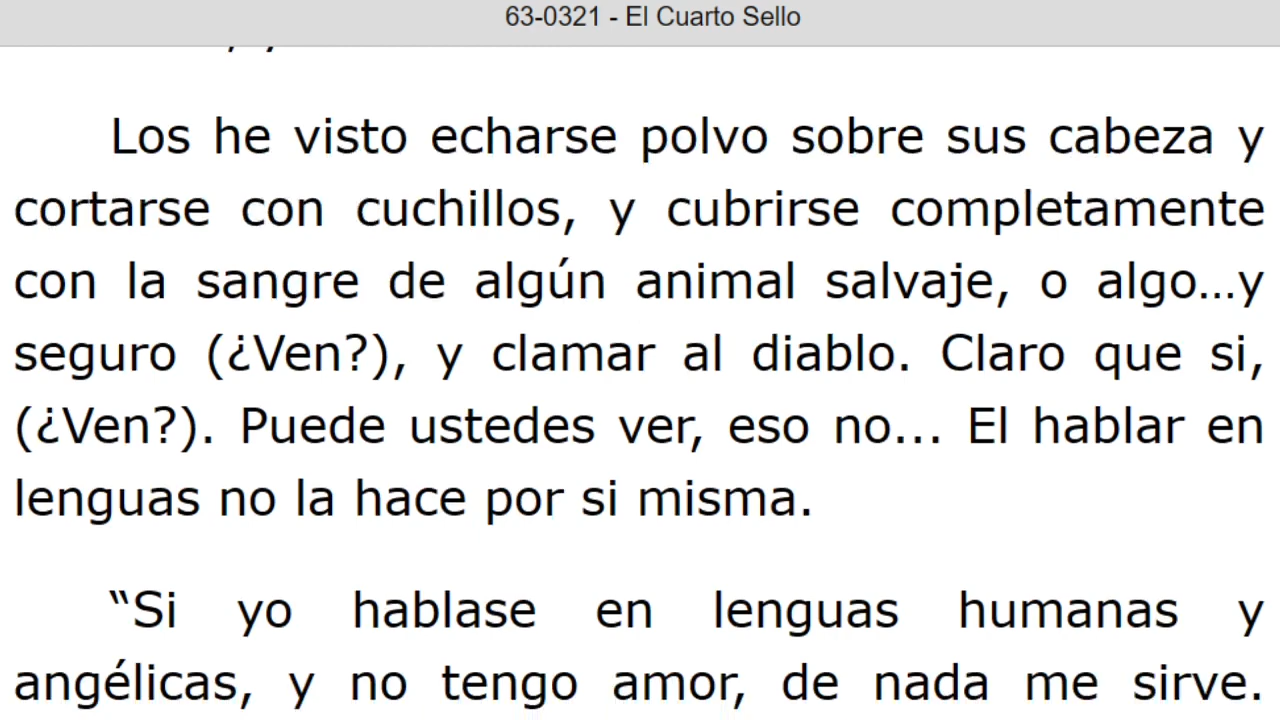 63-0321 - El Cuarto Sello
Los he visto echarse polvo sobre sus cabeza y
cortarse con cuchillos, y cubrirse completamente
con la sangre de algún animal salvaje, o algo...y
seguro (¿Ven?), y clamar al diablo. Claro que si,
(¿Ven?). Puede ustedes ver, eso no... El hablar en
lenguas no la hace por si misma.
“Si yo hablase en lenguas humanas y
angélicas, y no tengo amor, de nada me sirve.